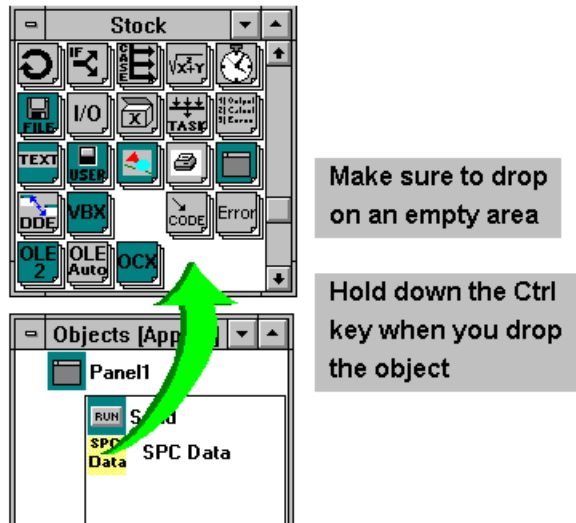 Stock
IF
CASE
√x²+Y
FILE
I/O
X
TASK
1) Output
2) Calcul
3) Error
TEXT
USER
DDE
VBX
CODE
Error
OLE 2
OLE Auto
OCX
Make sure to drop
on an empty area
Hold down the Ctrl
key when you drop
the object
Objects [App
Panel1
RUN
SPC Data
SPC Data